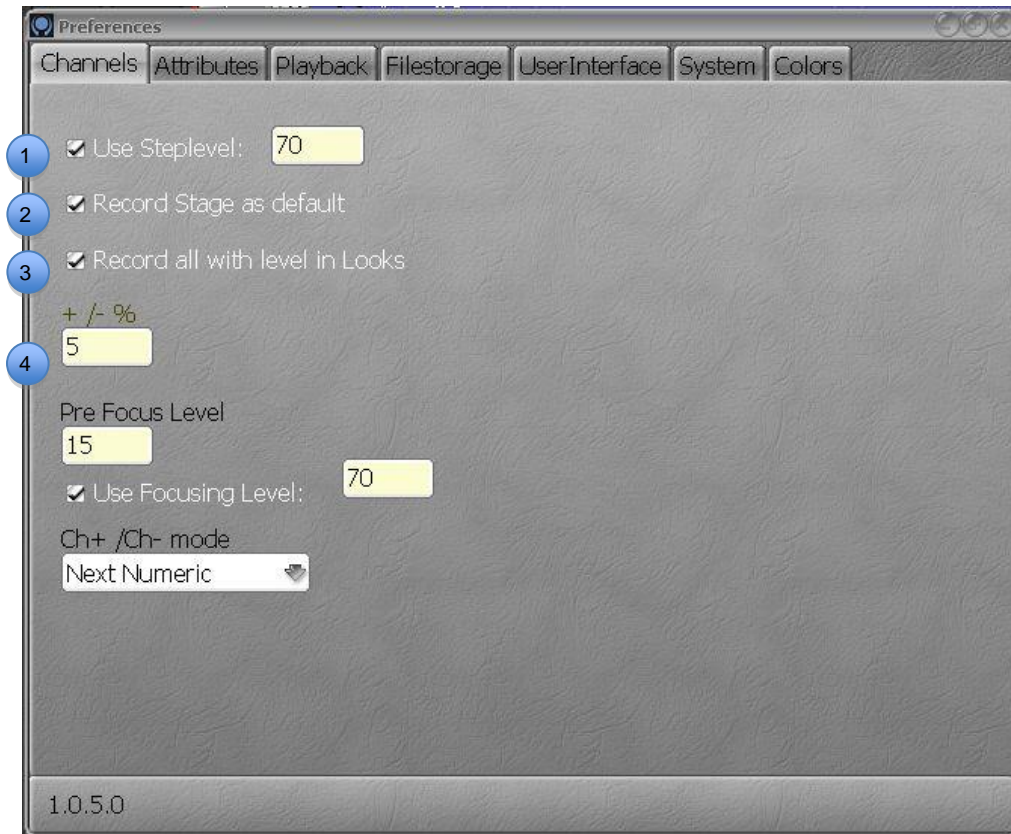 Preferences
Channels Attributes Playback Filestorage UserInterface System Colors
1 Use Steplevel: 70
2 Record Stage as default
3 Record all with level in Looks
+ /- %
4 5
Pre Focus Level
15
Use Focusing Level: 70
Ch+ /Ch- mode
Next Numeric
1.0.5.0